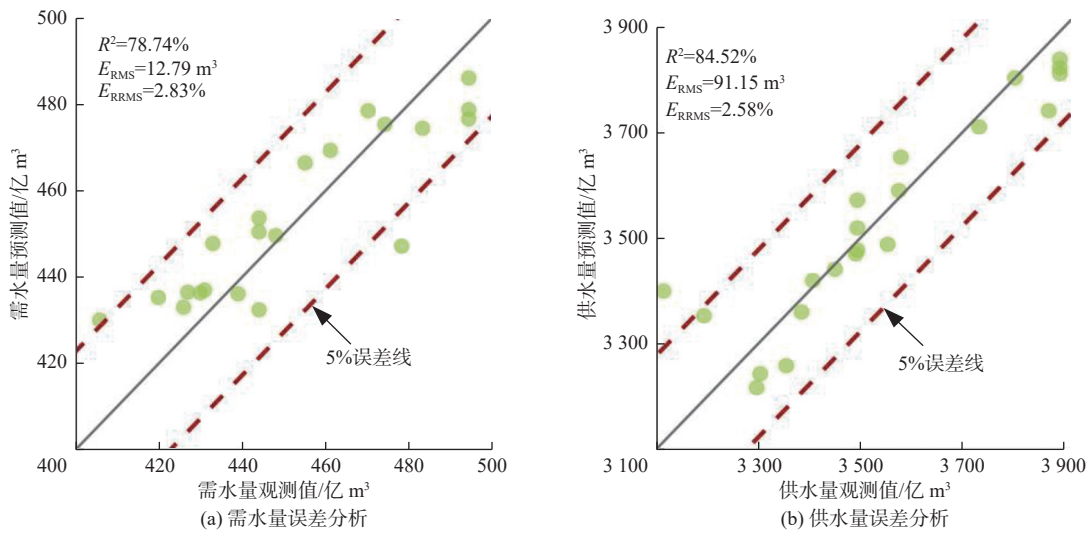 500
R²=78.74%
E_RMS=12.79 m³
E_RRMS=2.83%
480
460
440
420
400
需水量预测值/亿 m³
5%误差线
420
440
460
480
500
需水量观测值/亿 m³
(a) 需水量误差分析
3 900
R²=84.52%
E_RMS=91.15 m³
E_RRMS=2.58%
3 700
3 500
3 300
3 100
供水量预测值/亿 m³
5%误差线
3 300
3 500
3 700
3 900
供水量观测值/亿 m³
(b) 供水量误差分析